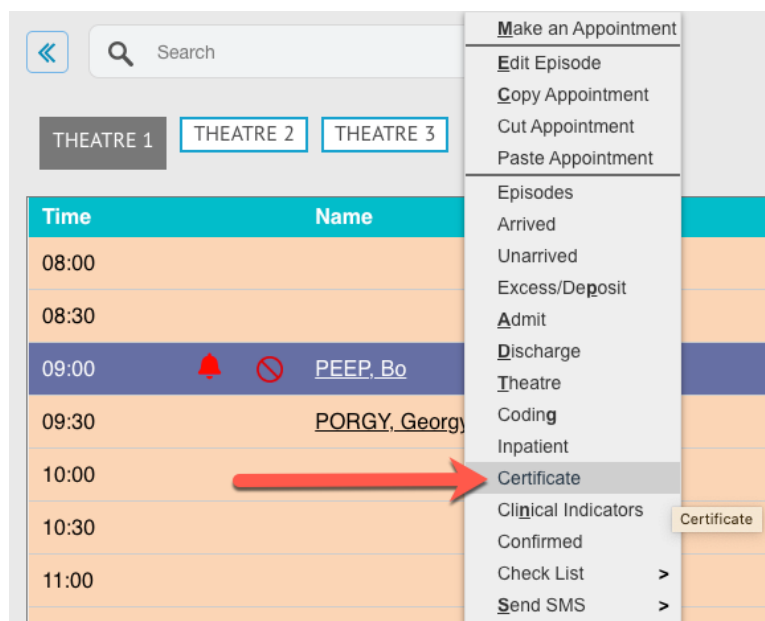 Search
THEATRE 1
THEATRE 2
THEATRE 3
Time Name
08:00
08:30
09:00 PEEP, Bo
09:30 PORGY, Georgy
10:00
10:30
11:00
Make an Appointment
Edit Episode
Copy Appointment
Cut Appointment
Paste Appointment
Episodes
Arrived
Unarrived
Excess/Deposit
Admit
Discharge
Theatre
Coding
Inpatient
Certificate
Clinical Indicators
Confirmed
Check List >
Send SMS >
Certificate